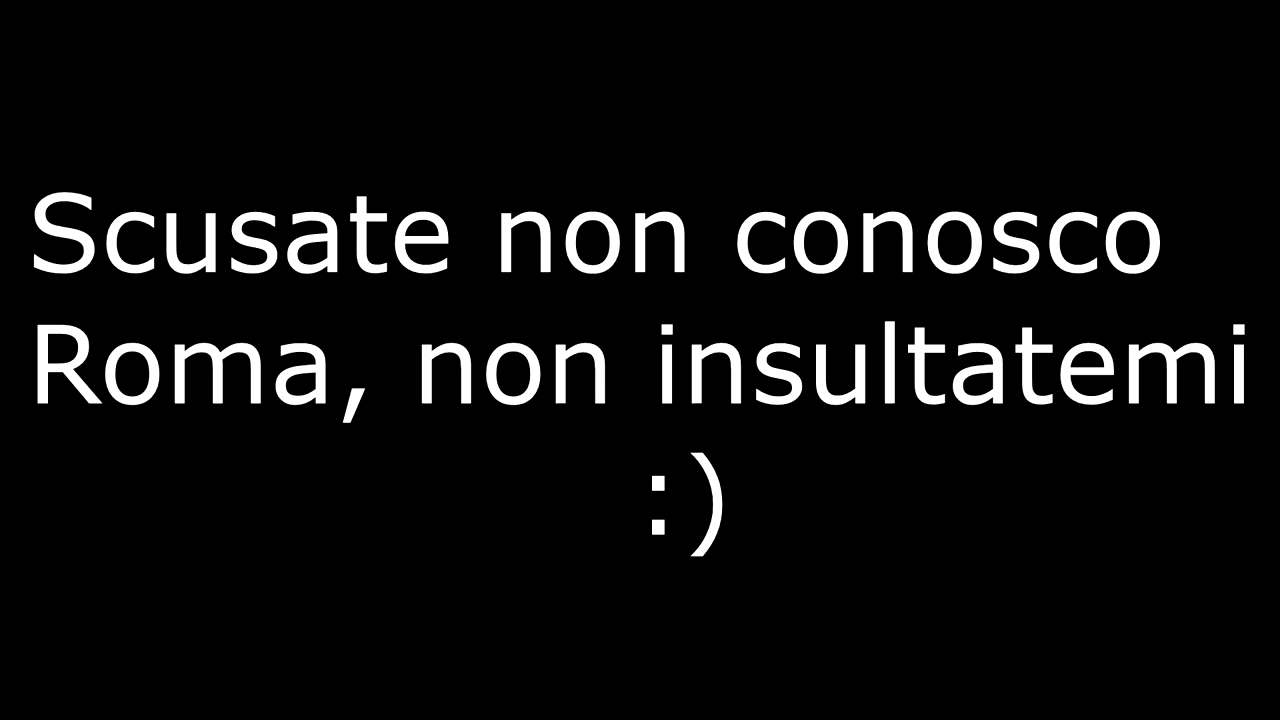 Scusate non conosco
Roma, non insultatemi
:)